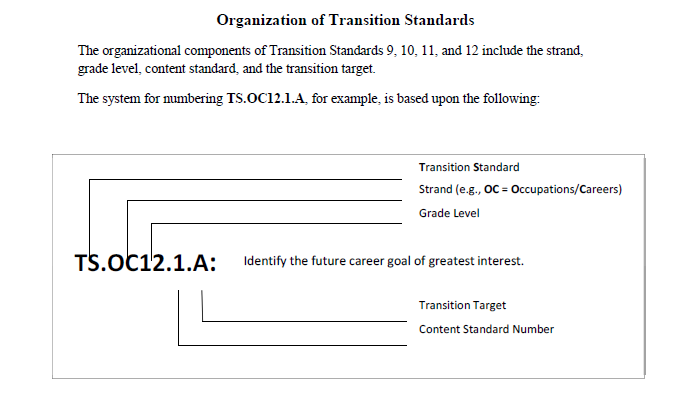 Organization of Transition Standards
The organizational components of Transition Standards 9, 10, 11, and 12 include the strand,
grade level, content standard, and the transition target.
The system for numbering TS.OC12.1.A, for example, is based upon the following:
Transition Standard
Strand (e.g., OC = Occupations/Careers)
Grade Level
TS.OC12.1.A: Identify the future career goal of greatest interest.
Transition Target
Content Standard Number